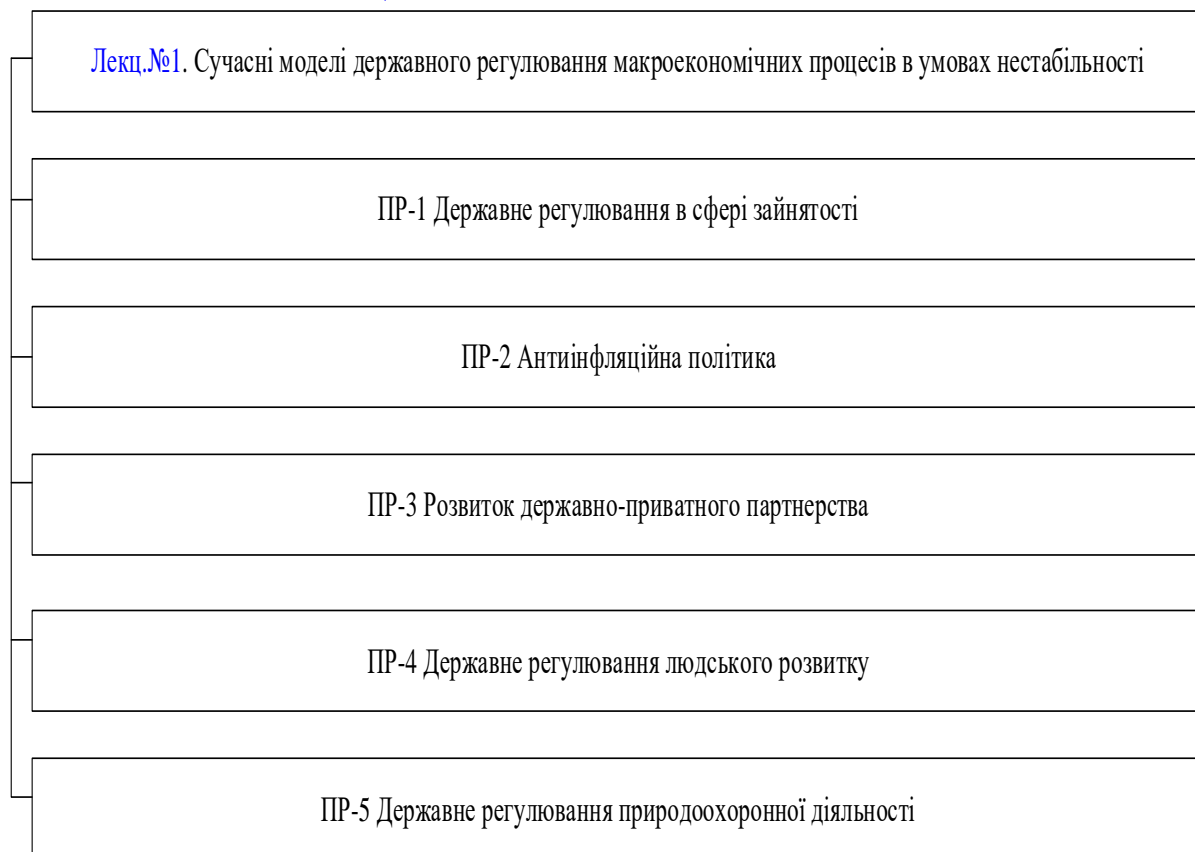 Лекц.№1. Сучасні моделі державного регулювання макроекономічних процесів в умовах нестабільності
ПР-1 Державне регулювання в сфері зайнятості
ПР-2 Антиінфляційна політика
ПР-3 Розвиток державно-приватного партнерства
ПР-4 Державне регулювання людського розвитку
ПР-5 Державне регулювання природоохоронної діяльності